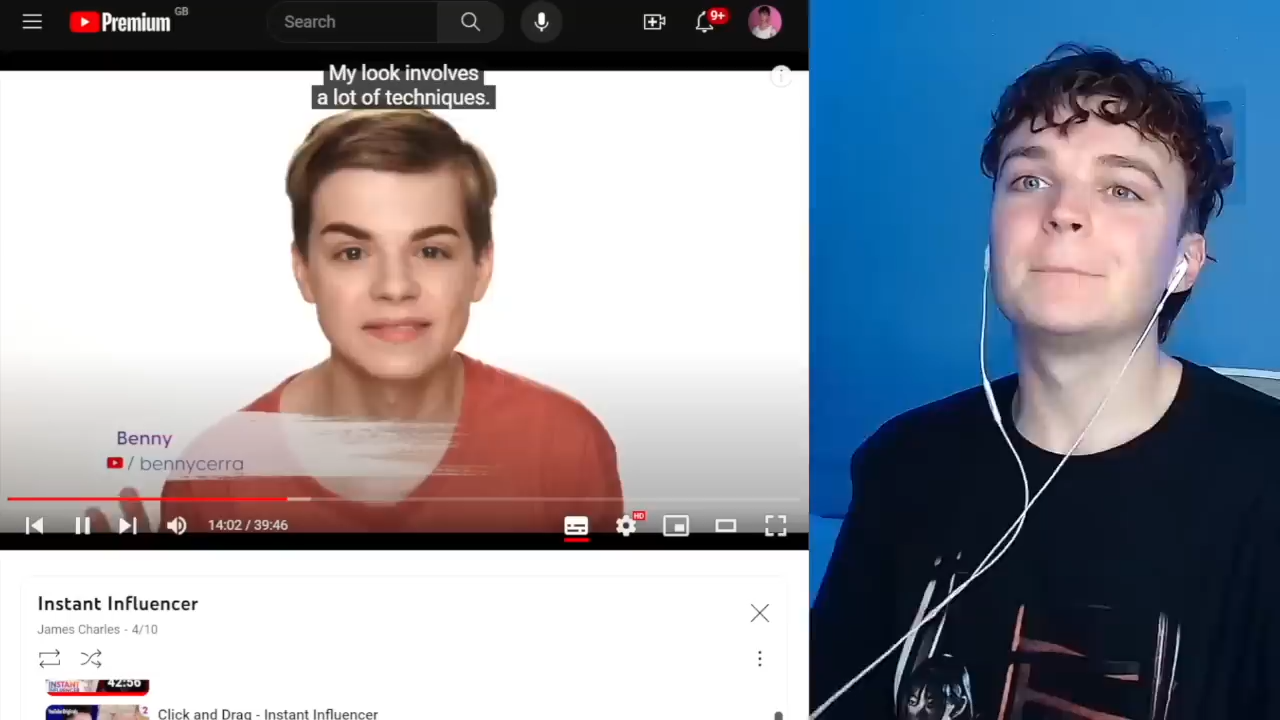 Premium GB
Search
9+
My look involves
a lot of techniques.
Benny
/ bennycerra
14:02 / 39:46
HD
Instant Influencer
James Charles - 4/10
INSTANT
42:56
2
Click and Drag - Instant Influencer